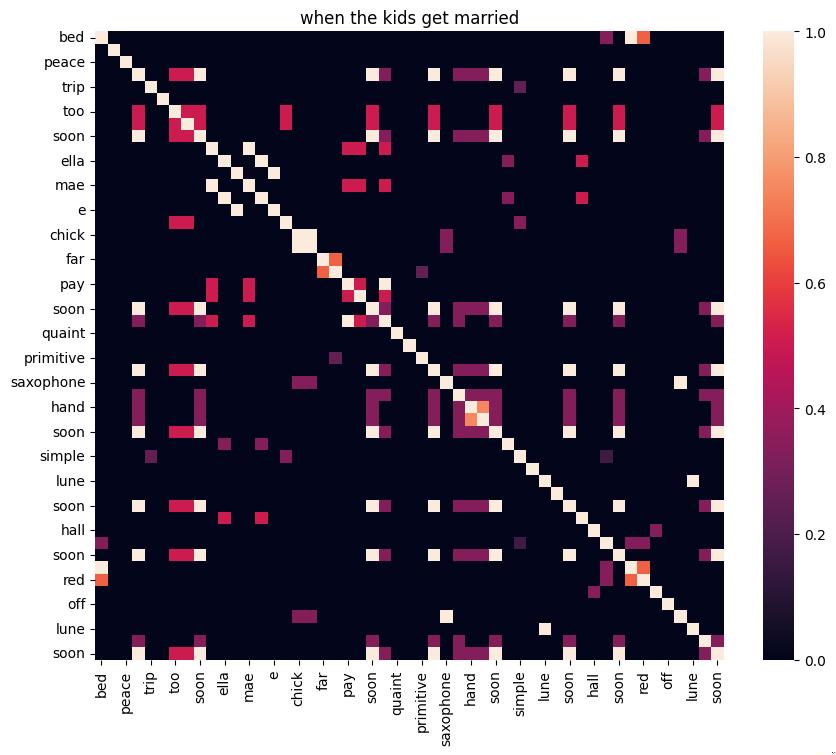 when the kids get married
bed
peace
trip
too
soon
ella
mae
e
chick
far
pay
soon
quaint
primitive
saxophone
hand
soon
simple
lune
soon
hall
soon
red
off
lune
soon
bed
peace
trip
too
soon
ella
mae
e
chick
far
pay
soon
quaint
primitive
saxophone
hand
soon
simple
lune
soon
hall
soon
red
off
lune
soon
1.0
0.8
0.6
0.4
0.2
0.0